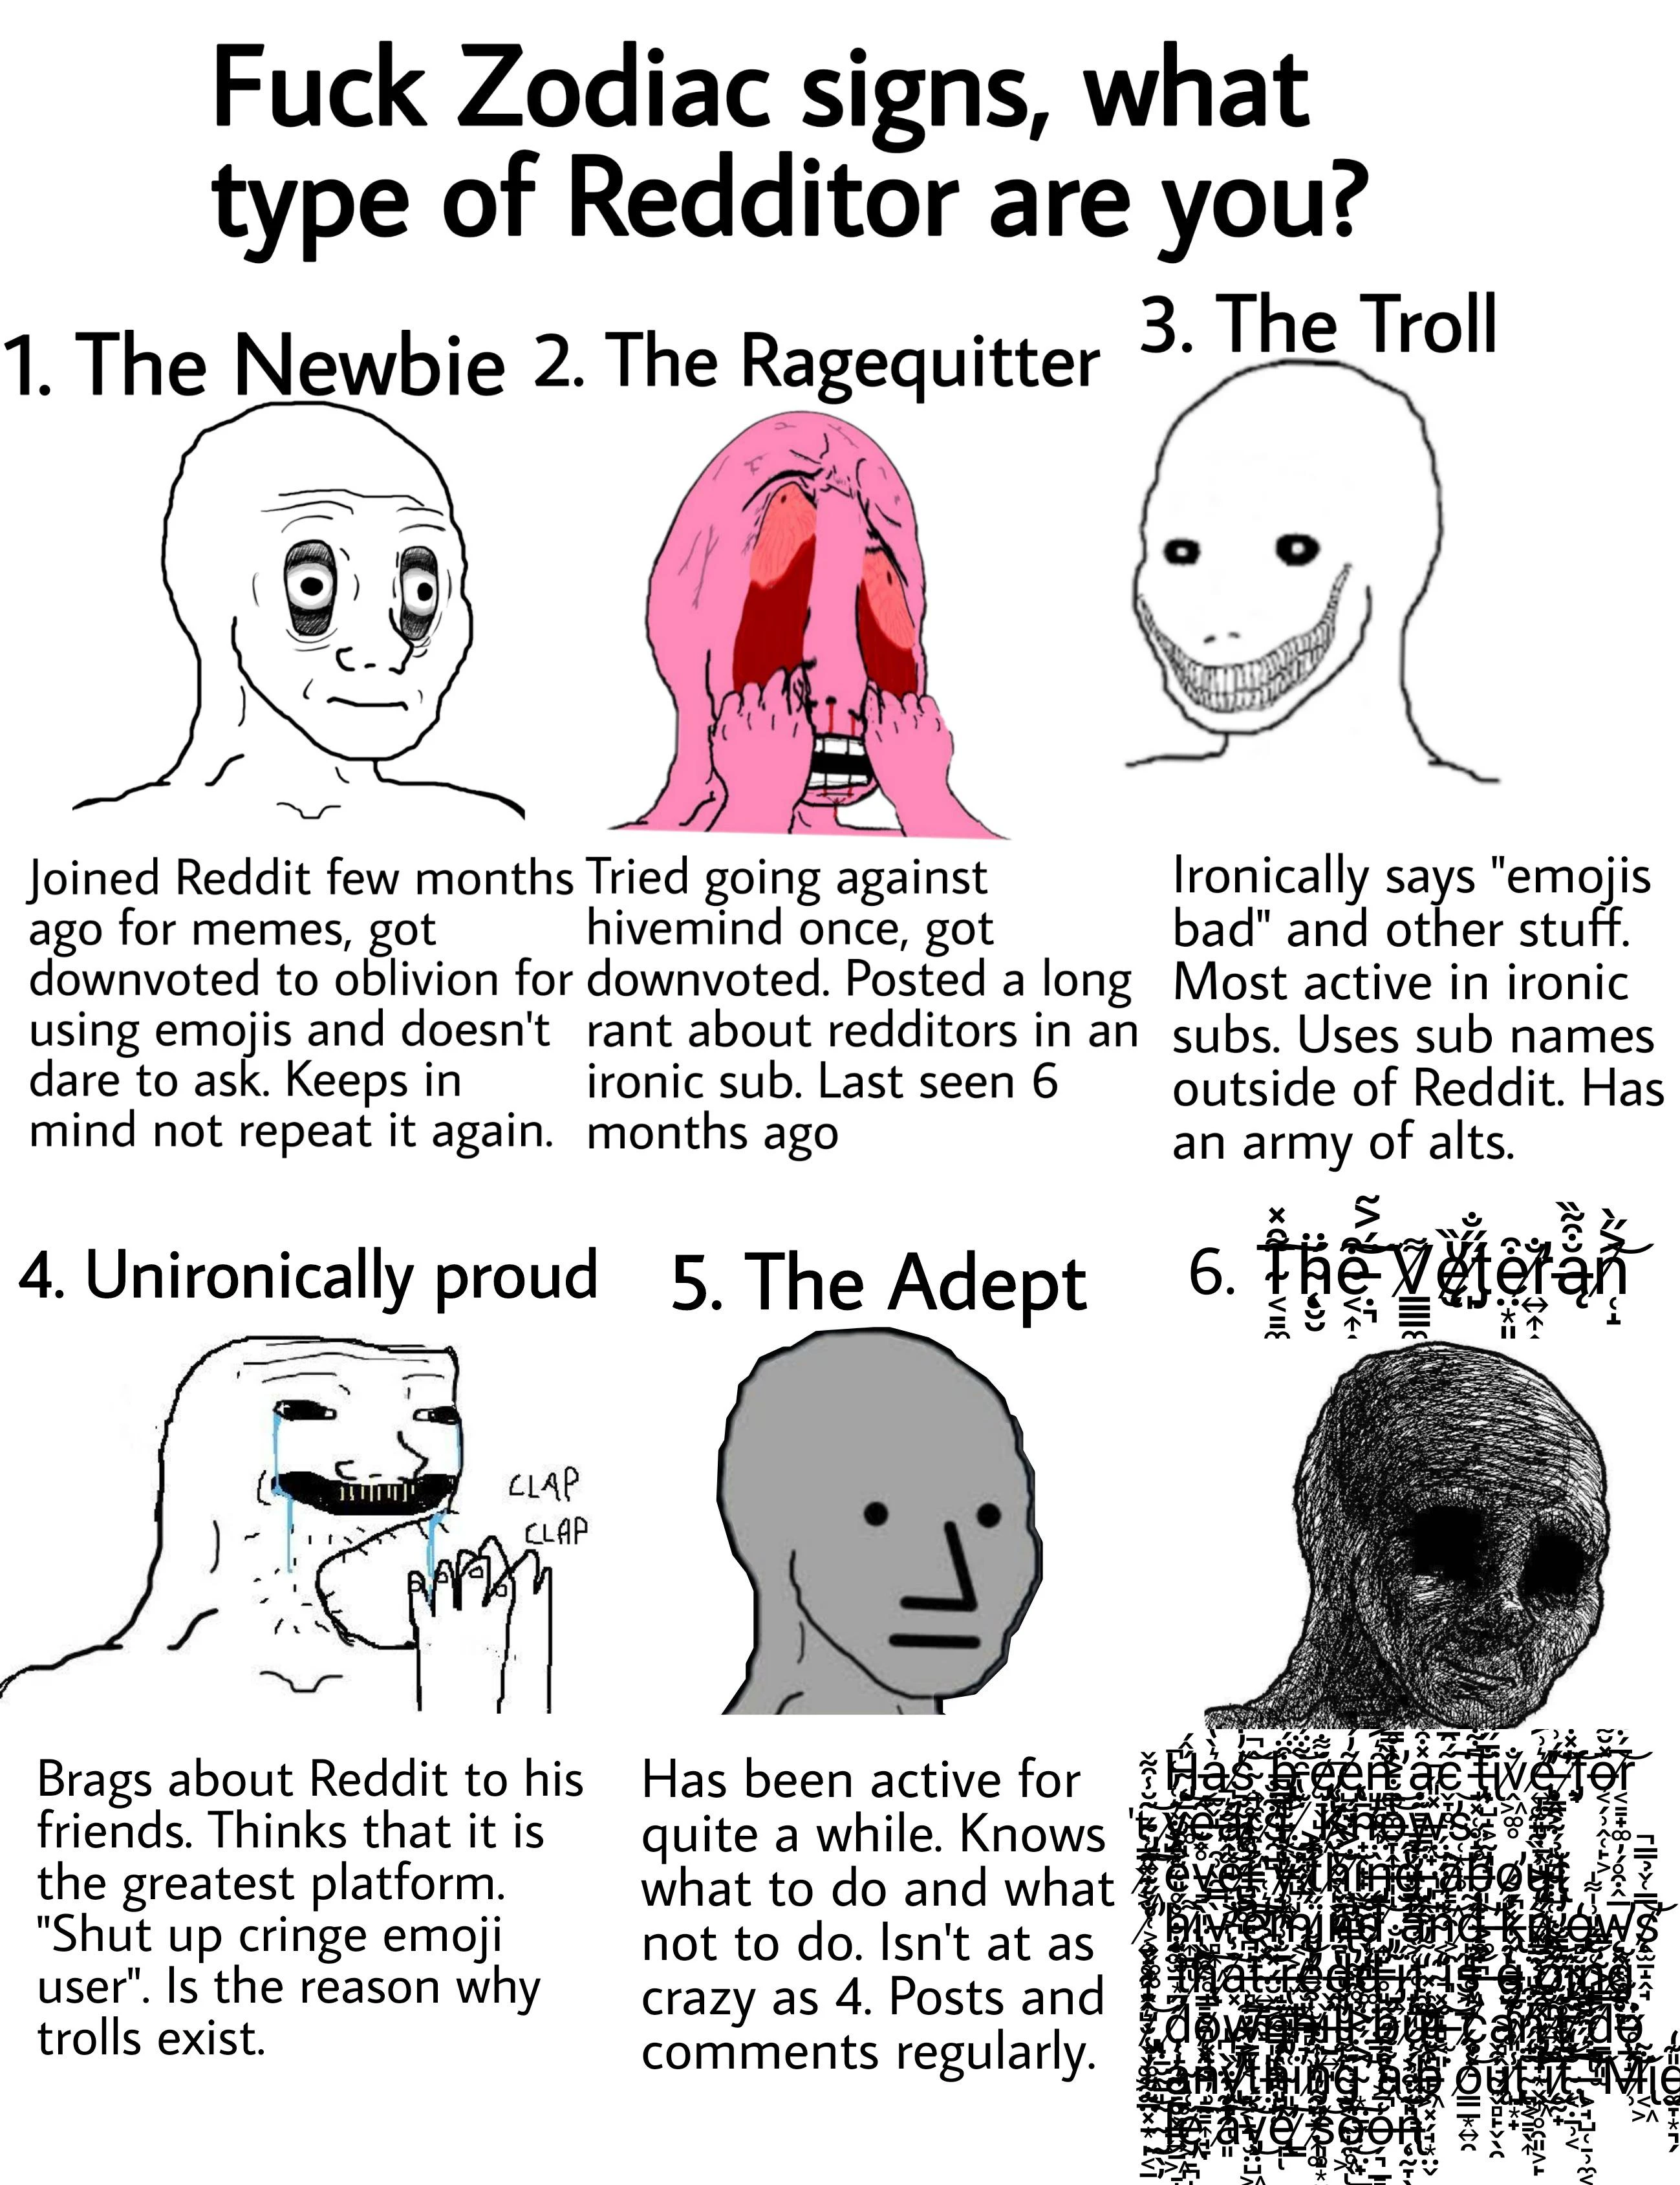 Fuck Zodiac signs, what
type of Redditor are you?
1. The Newbie
2. The Ragequitter
3. The Troll
Joined Reddit few months
ago for memes, got
downvoted to oblivion for
using emojis and doesn't
dare to ask. Keeps in
mind not repeat it again.
Tried going against
hivemind once, got
downvoted. Posted a long
rant about redditors in an
ironic sub. Last seen 6
months ago
Ironically says "emojis
bad" and other stuff.
Most active in ironic
subs. Uses sub names
outside of Reddit. Has
an army of alts.
4. Unironically proud
5. The Adept
6. The Veteran
CLAP
CLAP
Brags about Reddit to his
friends. Thinks that it is
the greatest platform.
"Shut up cringe emoji
user". Is the reason why
trolls exist.
Has been active for
quite a while. Knows
what to do and what
not to do. Isn't at as
crazy as 4. Posts and
comments regularly.
Has been active for
years. Knows
everything about
hivemind and knows
that reddit is going
downhill but can't do
anything about it.
leave soon